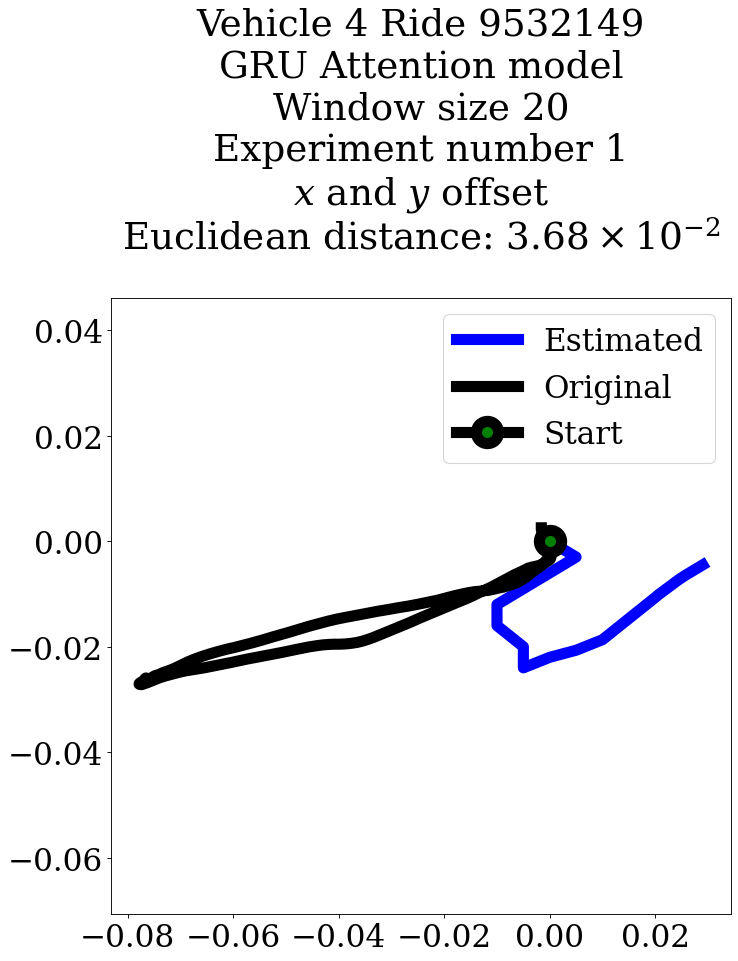 Vehicle 4 Ride 9532149
GRU Attention model
Window size 20
Experiment number 1
x and y offset
Euclidean distance: 3.68 × 10⁻²
Estimated
Original
Start
0.04
0.02
0.00
−0.02
−0.04
−0.06
−0.08 −0.06 −0.04 −0.02 0.00 0.02